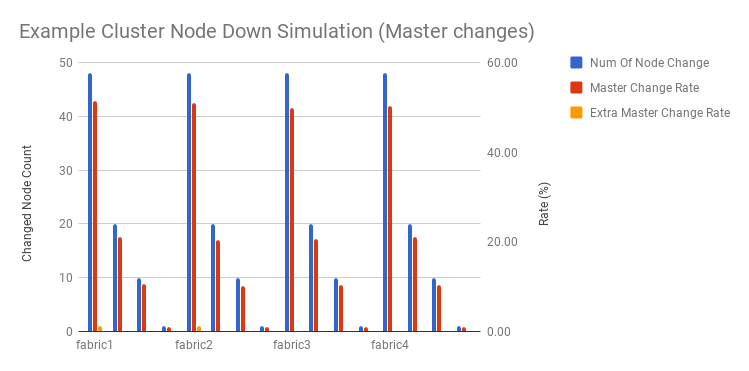 Example Cluster Node Down Simulation (Master changes)
Num Of Node Change
Master Change Rate
Extra Master Change Rate
Changed Node Count
50
40
30
20
10
0
60.00
40.00
20.00
0.00
Rate (%)
fabric1 fabric2 fabric3 fabric4